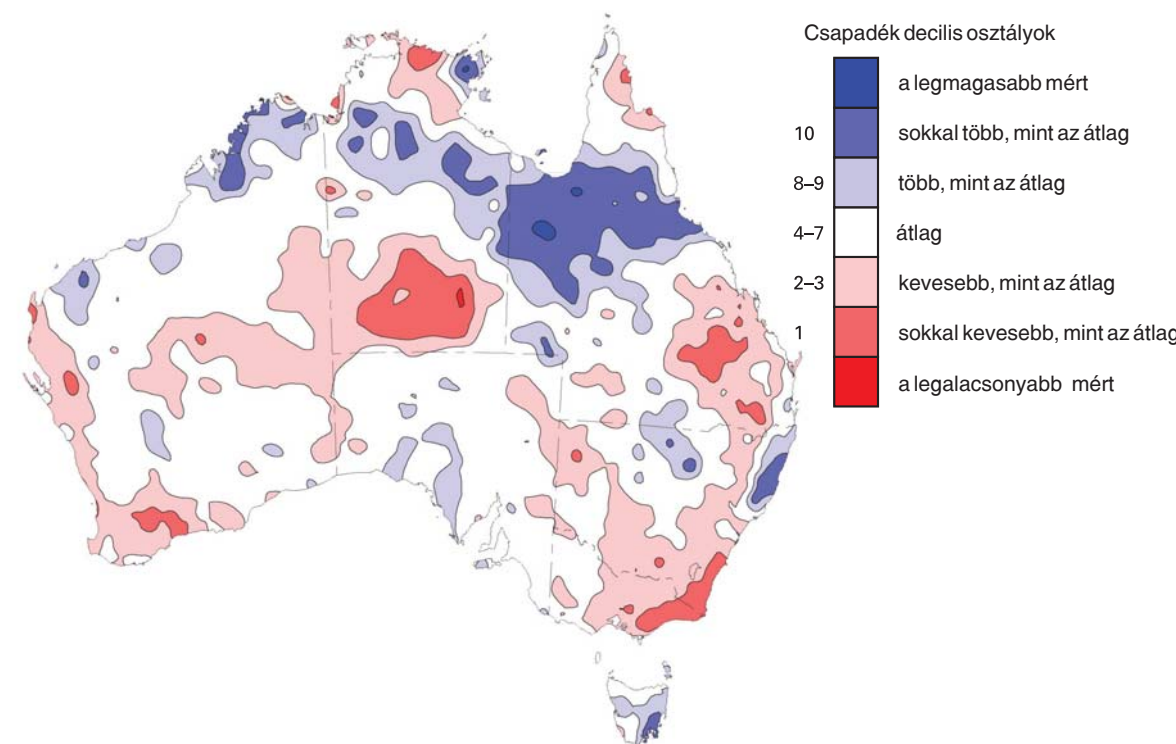 Csapadék decilis osztályok
a legmagasabb mért
10 sokkal több, mint az átlag
8–9 több, mint az átlag
4–7 átlag
2–3 kevesebb, mint az átlag
1 sokkal kevesebb, mint az átlag
a legalacsonyabb mért